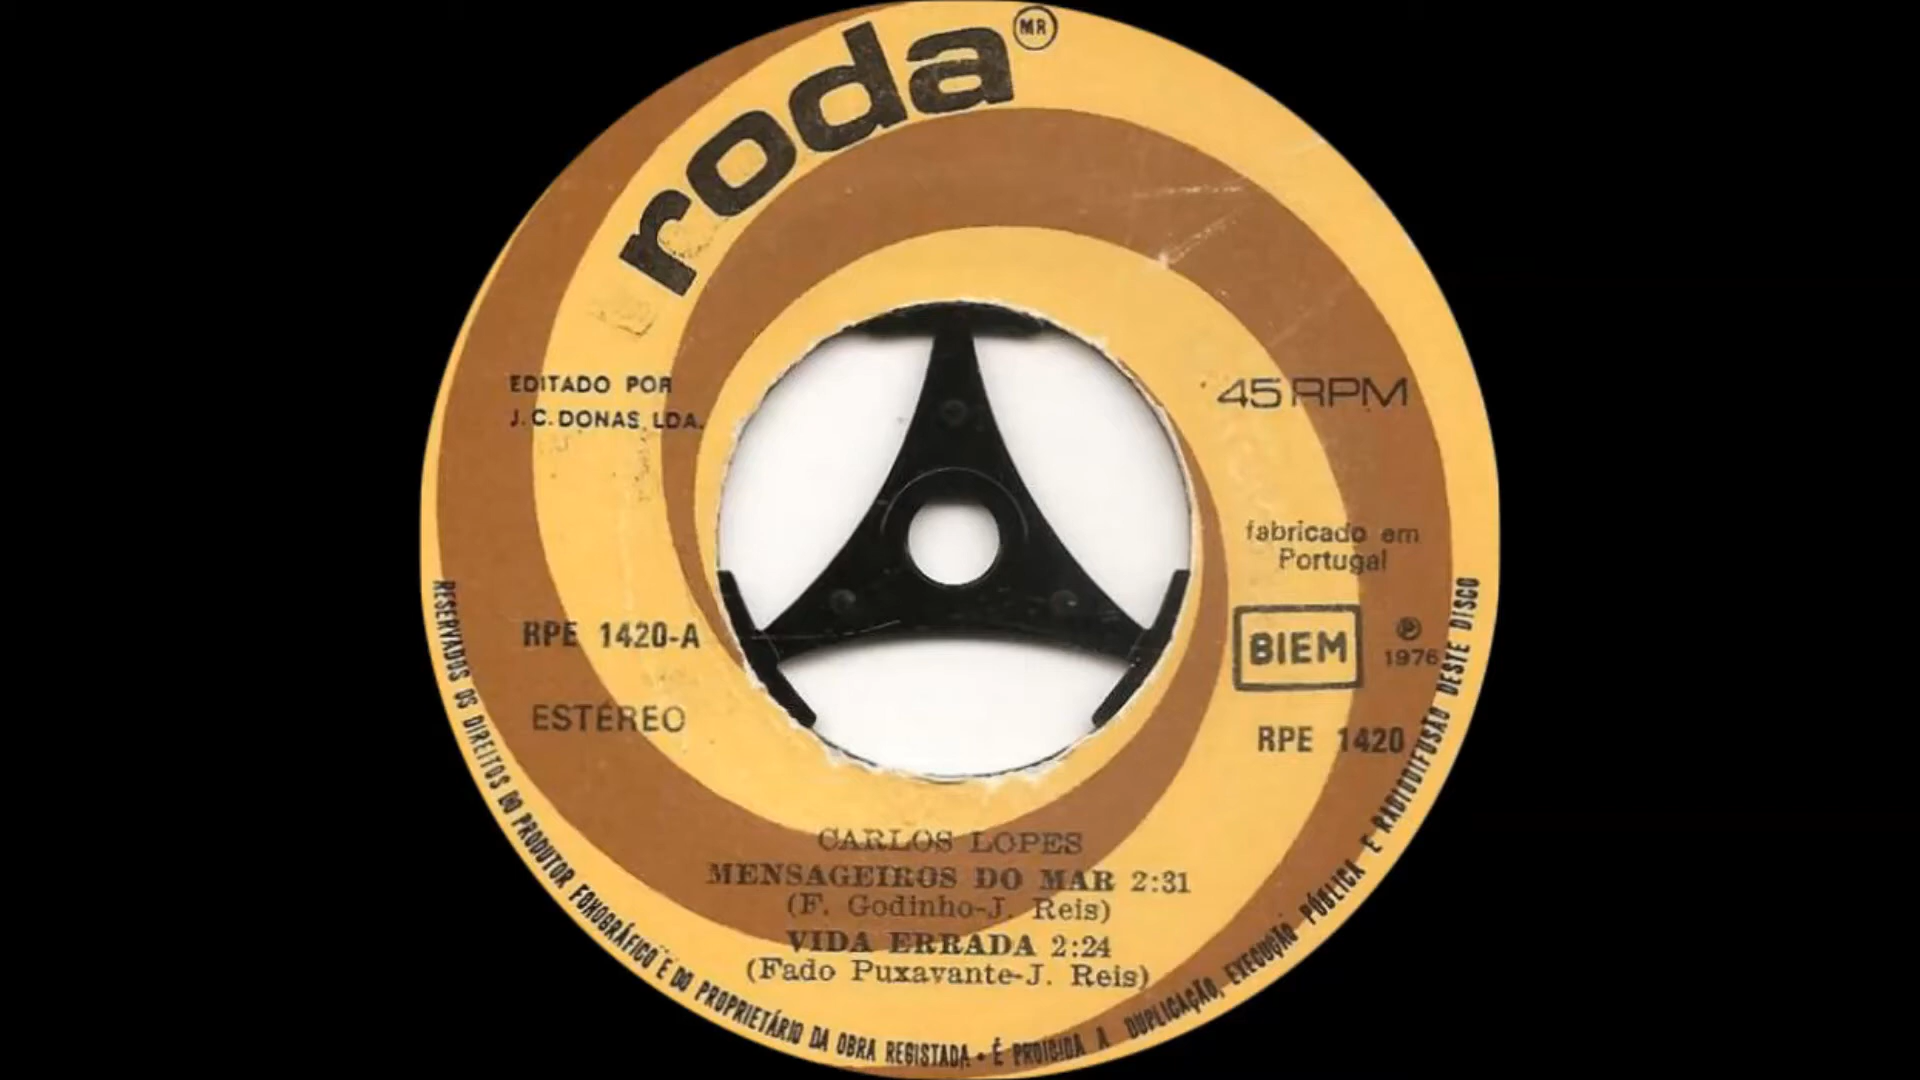 roda MR
EDITADO POR
J. C. DONAS, LDA.
45 RPM
fabricado em
Portugal
RPE 1420-A
ESTÉREO
BIEM
℗
1976
RPE 1420
CARLOS LOPES
MENSAGEIROS DO MAR 2:31
(F. Godinho-J. Reis)
VIDA ERRADA 2:24
(Fado Puxavante-J. Reis)
RESERVADOS OS DIREITOS DO PRODUTOR FONOGRÁFICO E DO PROPRIETÁRIO DA OBRA REGISTADA • É PROIBIDA A DUPLICAÇÃO, EXECUÇÃO PÚBLICA E RADIODIFUSÃO DESTE DISCO